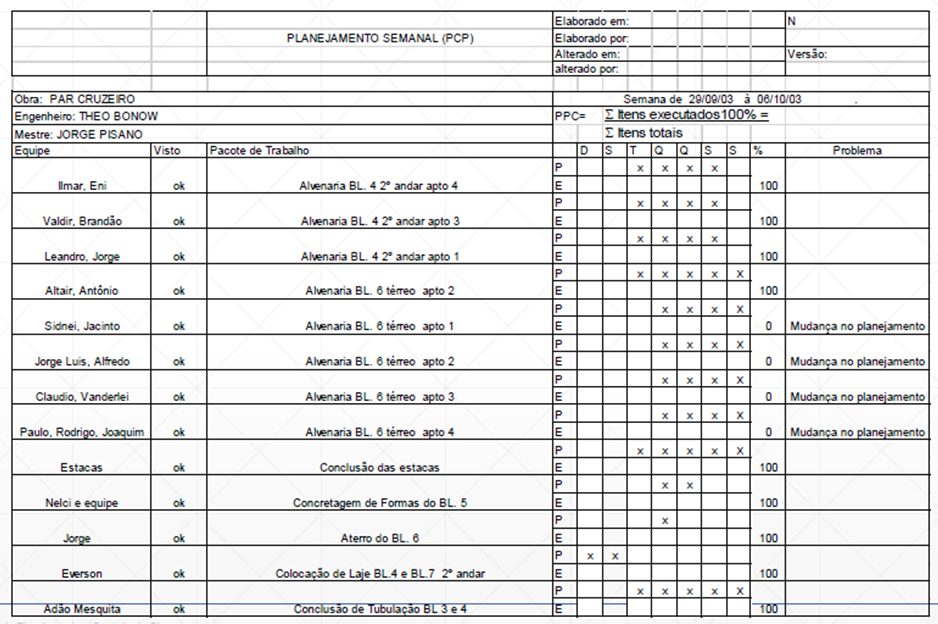 Elaborado em: N
PLANEJAMENTO SEMANAL (PCP) Elaborado por:
Alterado em: Versão:
alterado por:
Obra: PAR CRUZEIRO Semana de 29/09/03 à 06/10/03 .
Engenheiro: THEO BONOW PPC= Σ Itens executados100% =
Mestre: JORGE PISANO Σ Itens totais
Equipe Visto Pacote de Trabalho D S T Q Q S S % Problema
P x x x x
Ilmar, Eni ok Alvenaria BL. 4 2º andar apto 4 E 100
P x x x x
Valdir, Brandão ok Alvenaria BL. 4 2º andar apto 3 E 100
P x x x x
Leandro, Jorge ok Alvenaria BL. 4 2º andar apto 1 E 100
P x x x x X
Altair, Antônio ok Alvenaria BL. 6 térreo apto 2 E 100
P x x x X
Sidnei, Jacinto ok Alvenaria BL. 6 térreo apto 1 E 0 Mudança no planejamento
P x x x X
Jorge Luis, Alfredo ok Alvenaria BL. 6 térreo apto 2 E 0 Mudança no planejamento
P x x x X
Claudio, Vanderlei ok Alvenaria BL. 6 térreo apto 3 E 0 Mudança no planejamento
P x x x X
Paulo, Rodrigo, Joaquim ok Alvenaria BL. 6 térreo apto 4 E 0 Mudança no planejamento
P x x x x X
Estacas ok Conclusão das estacas E 100
P x x
Nelci e equipe ok Concretagem de Formas do BL. 5 E 100
P x
Jorge ok Aterro do BL. 6 E 100
P x x
Everson ok Colocação de Laje BL.4 e BL.7 2º andar E 100
P x x x x X
Adão Mesquita ok Conclusão de Tubulação BL 3 e 4 E 100